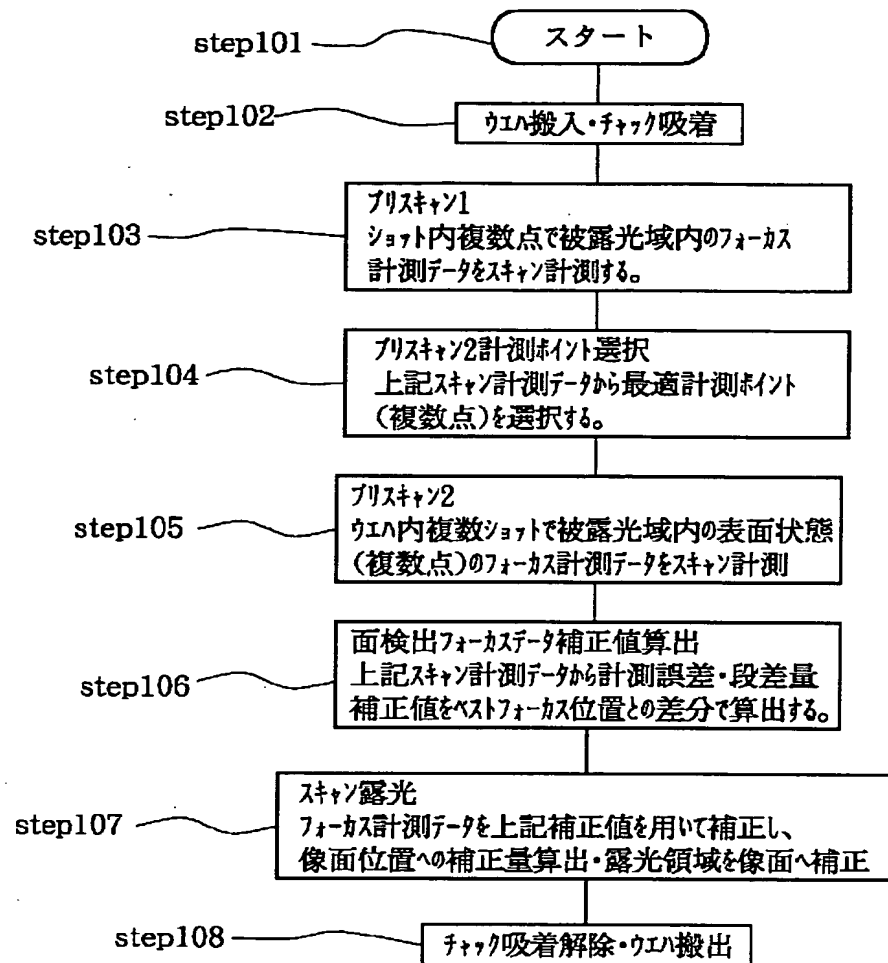 step101
スタート
step102
ウエハ搬入・チャック吸着
step103
プリスキャン1
ショット内複数点で被露光域内のフォーカス
計測データをスキャン計測する。
step104
プリスキャン2計測ポイント選択
上記スキャン計測データから最適計測ポイント
(複数点)を選択する。
step105
プリスキャン2
ウエハ内複数ショットで被露光域内の表面状態
(複数点)のフォーカス計測データをスキャン計測
step106
面検出フォーカスデータ補正値算出
上記スキャン計測データから計測誤差・段差量
補正値をベストフォーカス位置との差分で算出する。
step107
スキャン露光
フォーカス計測データを上記補正値を用いて補正し、
像面位置への補正量算出・露光領域を像面へ補正
step108
チャック吸着解除・ウエハ搬出